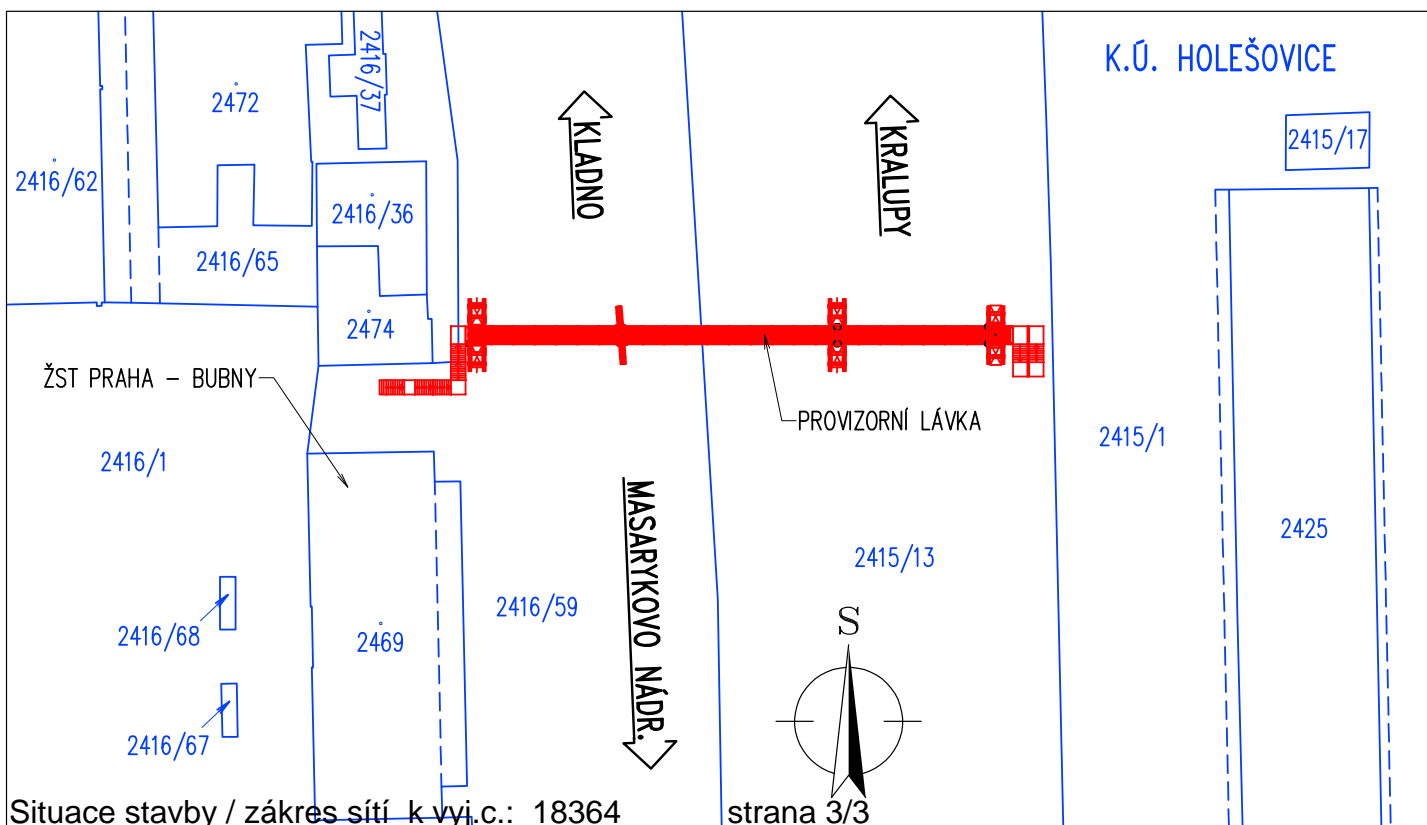 K.Ú. HOLEŠOVICE
2472
2416/37
2416/62
2416/36
2416/65
2474
KLADNO
KRALUPY
2415/17
ŽST PRAHA – BUBNY
PROVIZORNÍ LÁVKA
2416/1
2415/1
MASARYKOVO NÁDR.
2425
2415/13
2416/59
2416/68
2469
S
2416/67
Situace stavby / zákres sítí k vyj.c.: 18364
strana 3/3